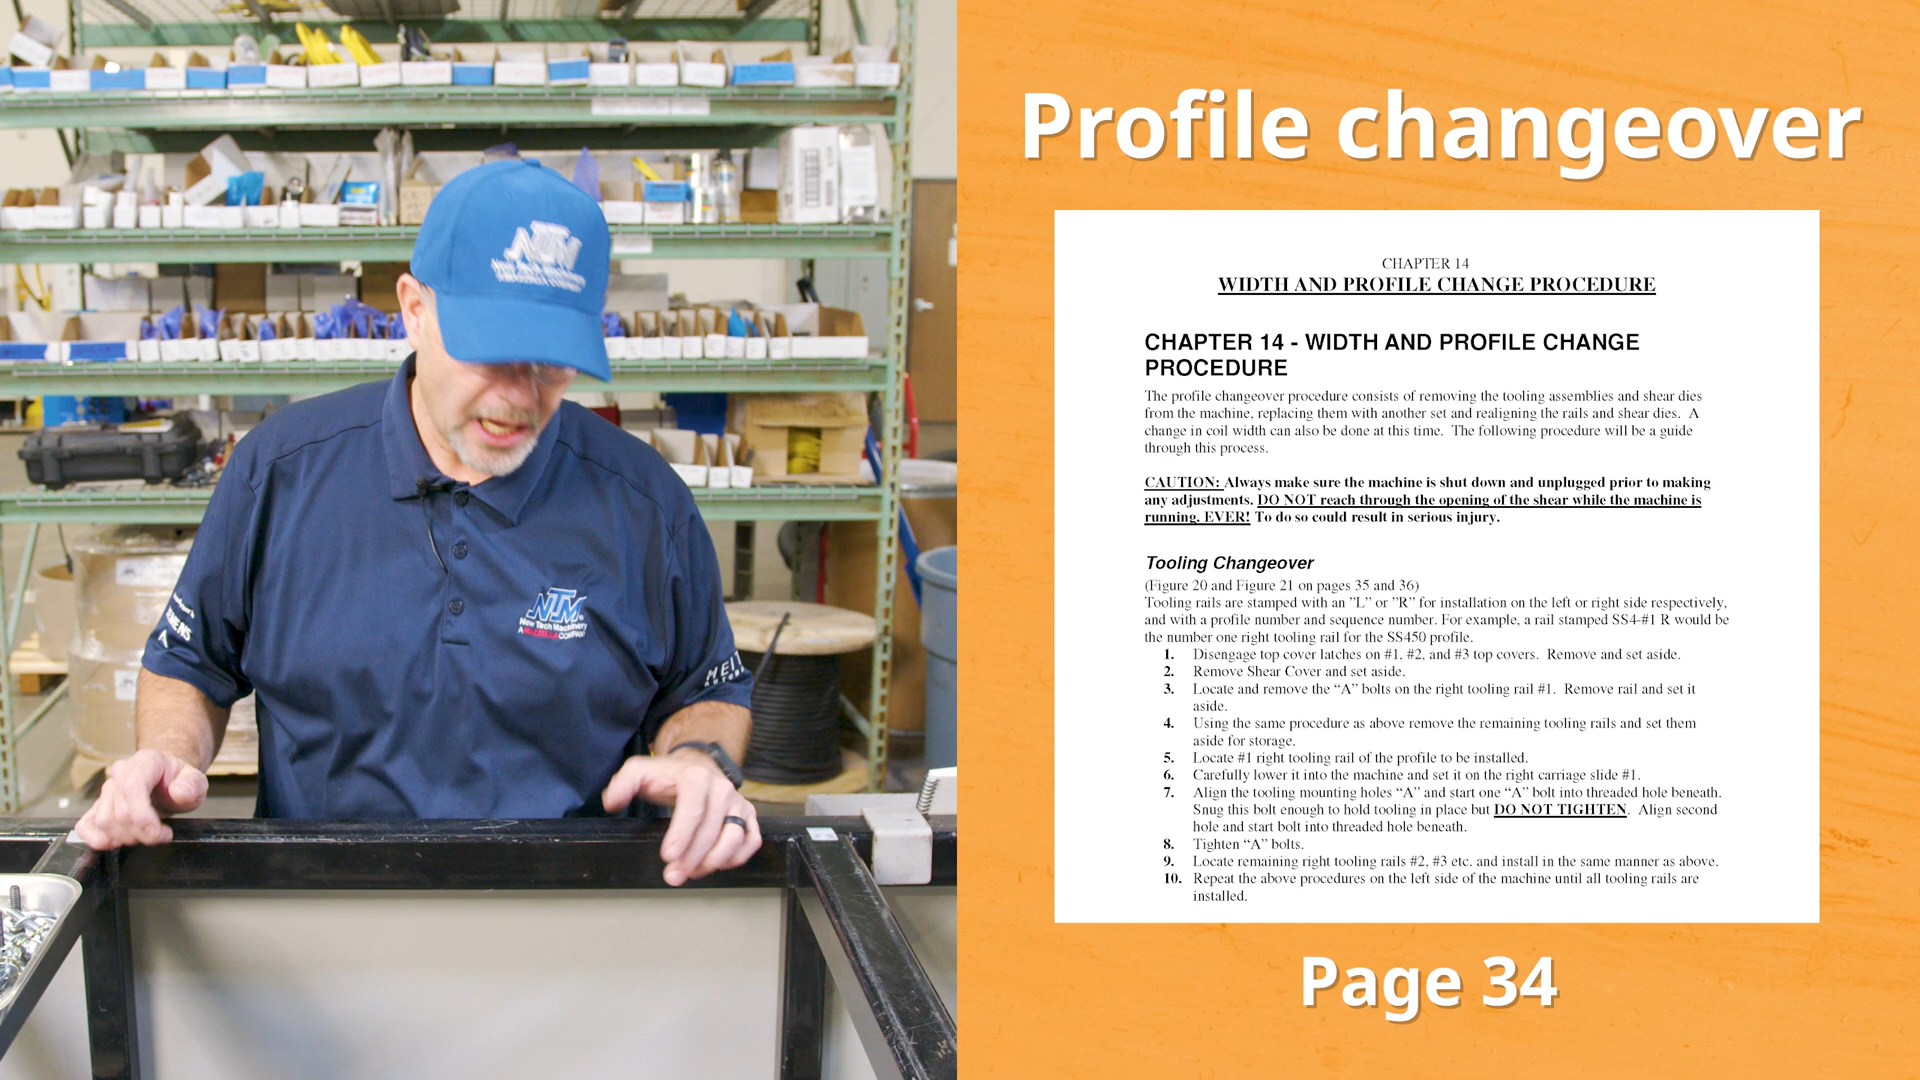 Profile changeover
CHAPTER 14
WIDTH AND PROFILE CHANGE PROCEDURE
CHAPTER 14 - WIDTH AND PROFILE CHANGE
PROCEDURE
The profile changeover procedure consists of removing the tooling assemblies and shear dies
from the machine, replacing them with another set and realigning the rails and shear dies.  A
change in coil width can also be done at this time.  The following procedure will be a guide
through this process.
CAUTION: Always make sure the machine is shut down and unplugged prior to making
any adjustments. DO NOT reach through the opening of the shear while the machine is
running. EVER! To do so could result in serious injury.
Tooling Changeover
(Figure 20 and Figure 21 on pages 35 and 36)
Tooling rails are stamped with an ”L” or ”R” for installation on the left or right side respectively,
and with a profile number and sequence number. For example, a rail stamped SS4-#1 R would be
the number one right tooling rail for the SS450 profile.
1. Disengage top cover latches on #1, #2, and #3 top covers.  Remove and set aside.
2. Remove Shear Cover and set aside.
3. Locate and remove the “A” bolts on the right tooling rail #1.  Remove rail and set it
aside.
4. Using the same procedure as above remove the remaining tooling rails and set them
aside for storage.
5. Locate #1 right tooling rail of the profile to be installed.
6. Carefully lower it into the machine and set it on the right carriage slide #1.
7. Align the tooling mounting holes “A” and start one “A” bolt into threaded hole beneath.
Snug this bolt enough to hold tooling in place but DO NOT TIGHTEN.  Align second
hole and start bolt into threaded hole beneath.
8. Tighten “A” bolts.
9. Locate remaining right tooling rails #2, #3 etc. and install in the same manner as above.
10. Repeat the above procedures on the left side of the machine until all tooling rails are
installed.
Page 34
NTM
NTM
New Tech Machinery
A MAZZELLA COMPANY